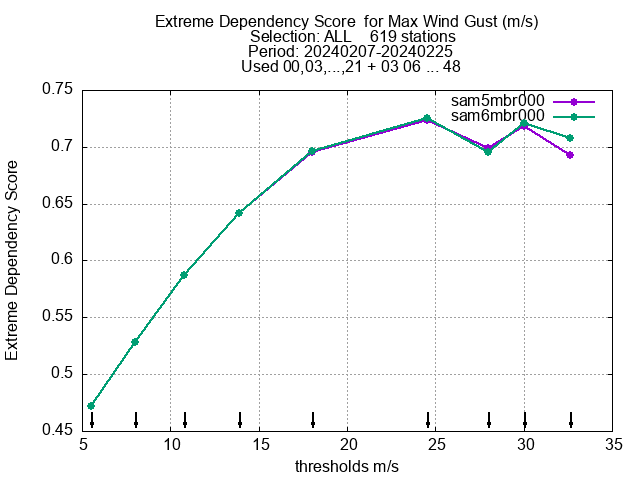 Extreme Dependency Score  for Max Wind Gust (m/s)
Selection: ALL    619 stations
Period: 20240207-20240225
Used 00,03,...,21 + 03 06 ... 48
sam5mbr000
sam6mbr000
0.75
0.7
0.65
0.6
0.55
0.5
0.45
Extreme Dependency Score
5 10 15 20 25 30 35
thresholds m/s